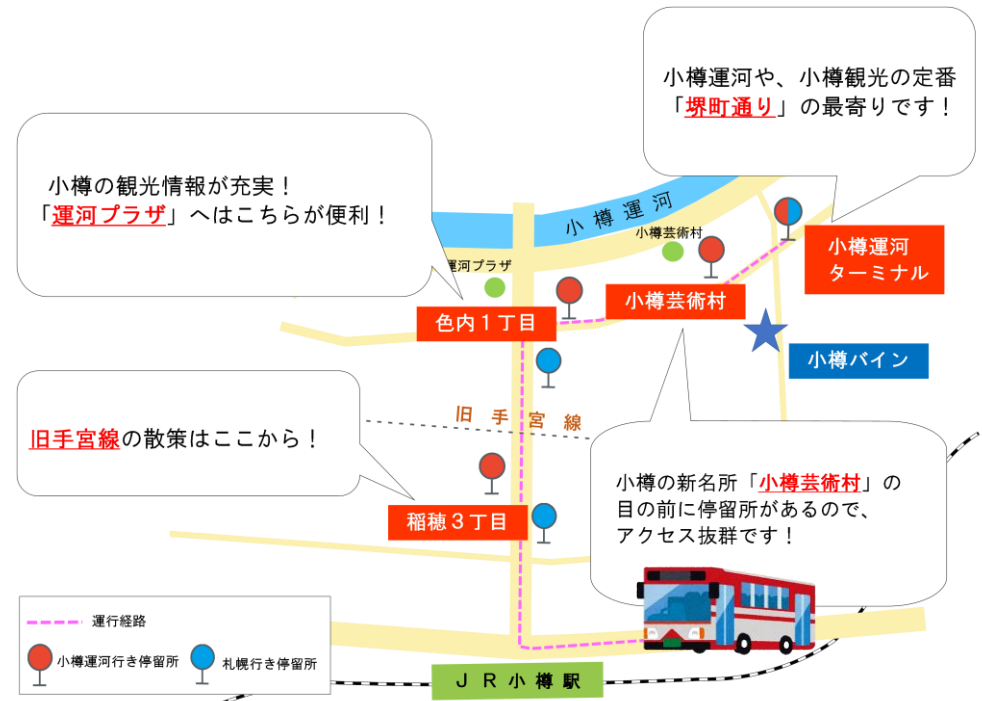 小樽運河や、小樽観光の定番
「堺町通り」の最寄りです！
小樽の観光情報が充実！
「運河プラザ」へはこちらが便利！
小樽運河
小樽芸術村
運河プラザ
小樽運河
ターミナル
小樽芸術村
色内１丁目
小樽バイン
旧手宮線
旧手宮線の散策はここから！
小樽の新名所「小樽芸術村」の
目の前に停留所があるので、
アクセス抜群です！
稲穂３丁目
運行経路
小樽運河行き停留所
札幌行き停留所
ＪＲ小樽駅